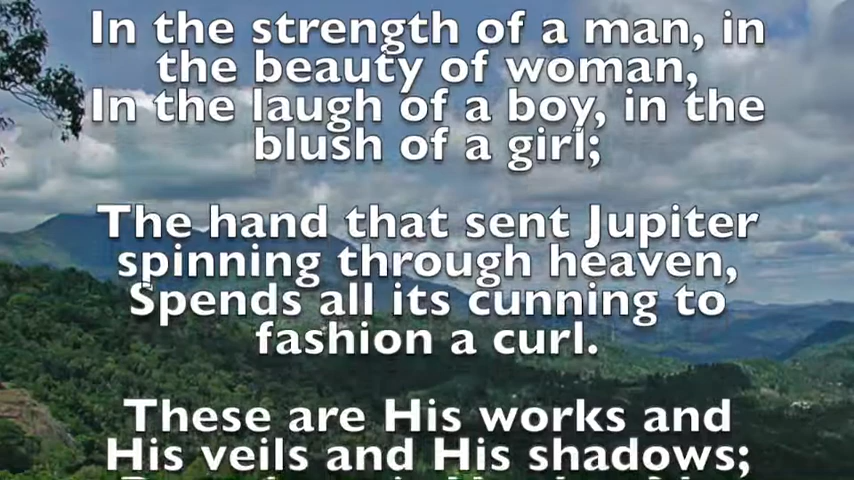 In the strength of a man, in
the beauty of woman,
In the laugh of a boy, in the
blush of a girl;
The hand that sent Jupiter
spinning through heaven,
Spends all its cunning to
fashion a curl.
These are His works and
His veils and His shadows;